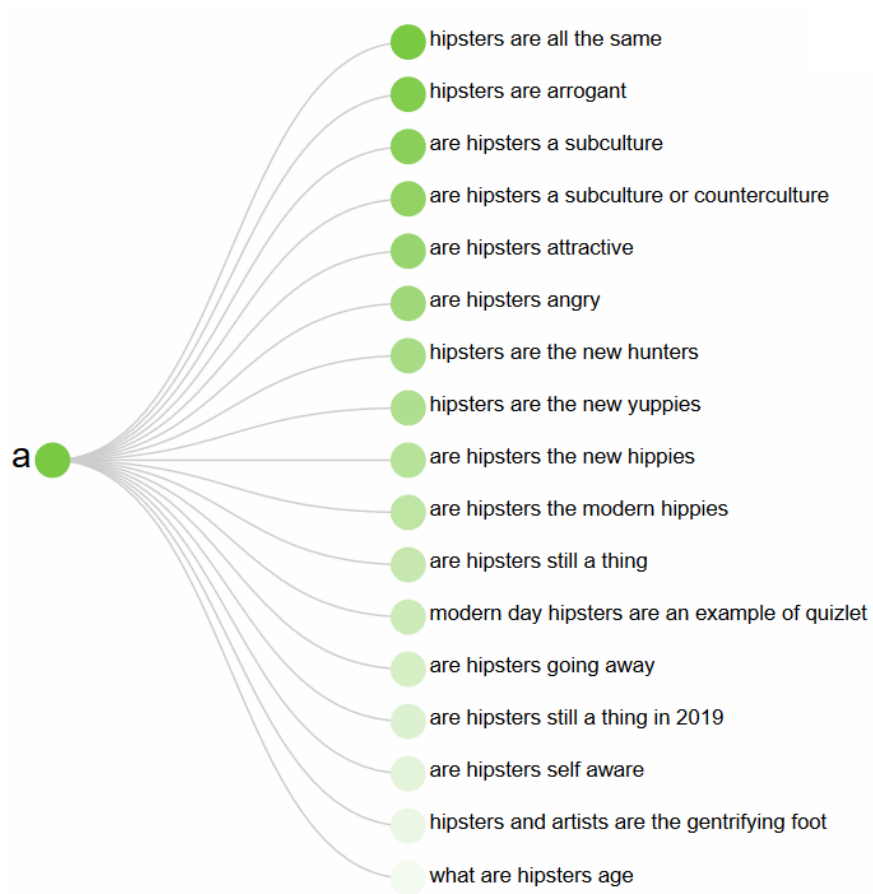 hipsters are all the same
hipsters are arrogant
are hipsters a subculture
are hipsters a subculture or counterculture
are hipsters attractive
are hipsters angry
hipsters are the new hunters
hipsters are the new yuppies
a
are hipsters the new hippies
are hipsters the modern hippies
are hipsters still a thing
modern day hipsters are an example of quizlet
are hipsters going away
are hipsters still a thing in 2019
are hipsters self aware
hipsters and artists are the gentrifying foot
what are hipsters age